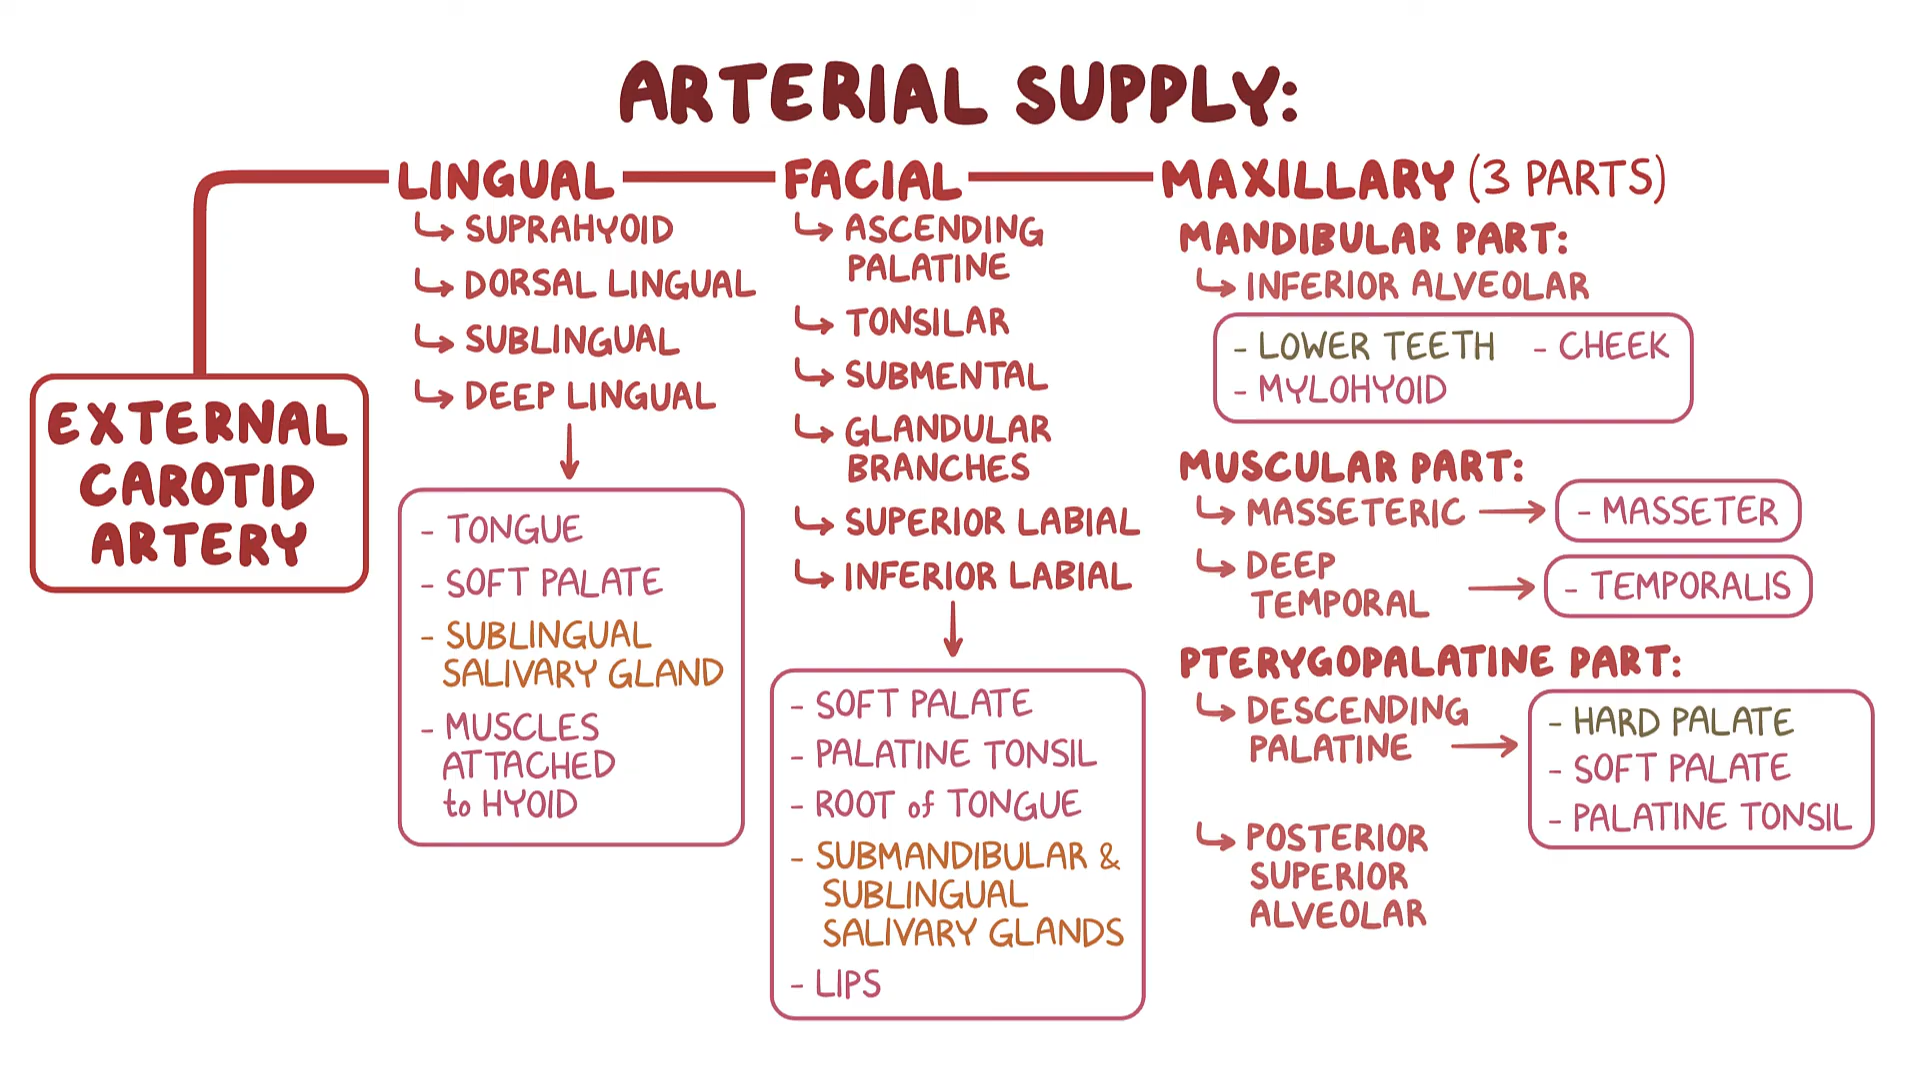 ARTERIAL SUPPLY:
EXTERNAL
CAROTID
ARTERY
LINGUAL
SUPRAHYOID
DORSAL LINGUAL
SUBLINGUAL
DEEP LINGUAL
- TONGUE
- SOFT PALATE
- SUBLINGUAL
SALIVARY GLAND
- MUSCLES
ATTACHED
to HYOID
FACIAL
ASCENDING
PALATINE
TONSILAR
SUBMENTAL
GLANDULAR
BRANCHES
SUPERIOR LABIAL
INFERIOR LABIAL
- SOFT PALATE
- PALATINE TONSIL
- ROOT of TONGUE
- SUBMANDIBULAR &
SUBLINGUAL
SALIVARY GLANDS
- LIPS
MAXILLARY (3 PARTS)
MANDIBULAR PART:
INFERIOR ALVEOLAR
- LOWER TEETH - CHEEK
- MYLOHYOID
MUSCULAR PART:
MASSETERIC
- MASSETER
DEEP
TEMPORAL
- TEMPORALIS
PTERYGOPALATINE PART:
DESCENDING
PALATINE
- HARD PALATE
- SOFT PALATE
- PALATINE TONSIL
POSTERIOR
SUPERIOR
ALVEOLAR